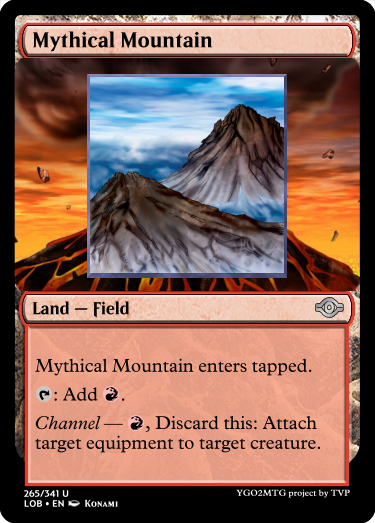 Mythical Mountain
Land — Field
Mythical Mountain enters tapped.
: Add .
Channel — , Discard this: Attach
target equipment to target creature.
265/341 U
LOB • EN Konami
YGO2MTG project by TVP